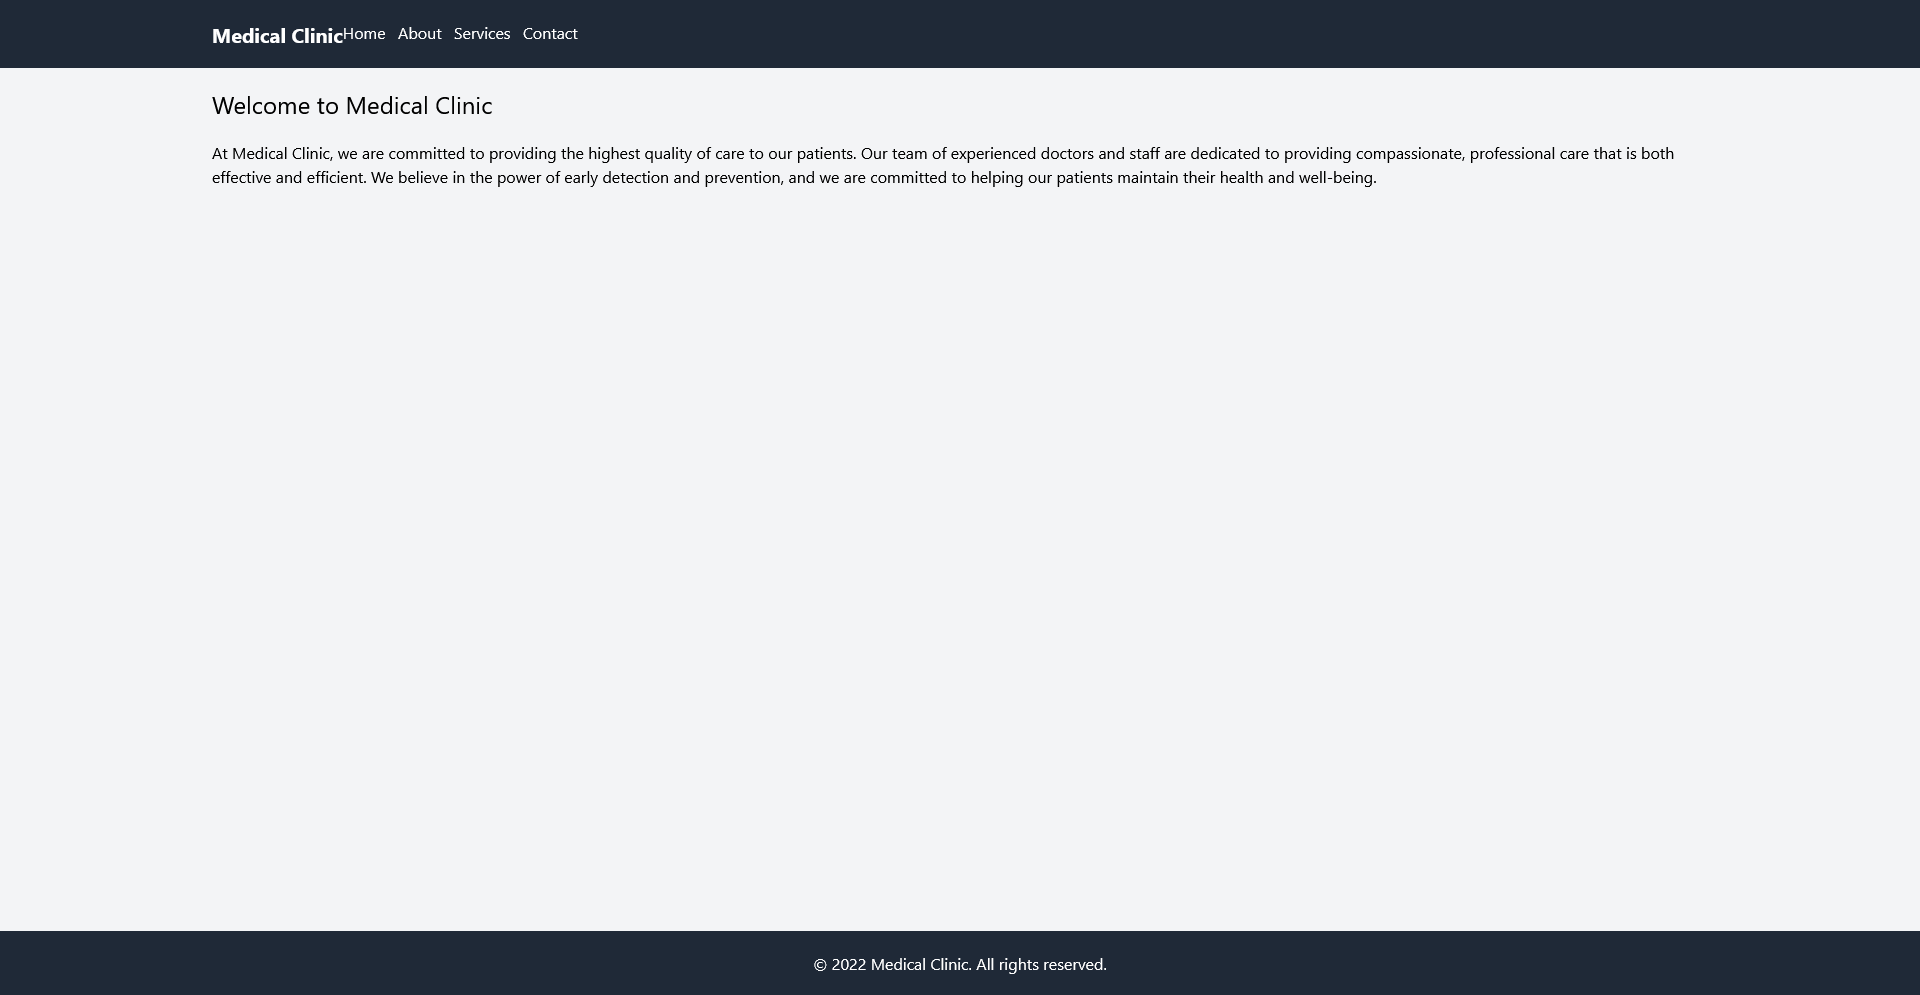 Medical Clinic Home About Services Contact
Welcome to Medical Clinic
At Medical Clinic, we are committed to providing the highest quality of care to our patients. Our team of experienced doctors and staff are dedicated to providing compassionate, professional care that is both
effective and efficient. We believe in the power of early detection and prevention, and we are committed to helping our patients maintain their health and well-being.
© 2022 Medical Clinic. All rights reserved.